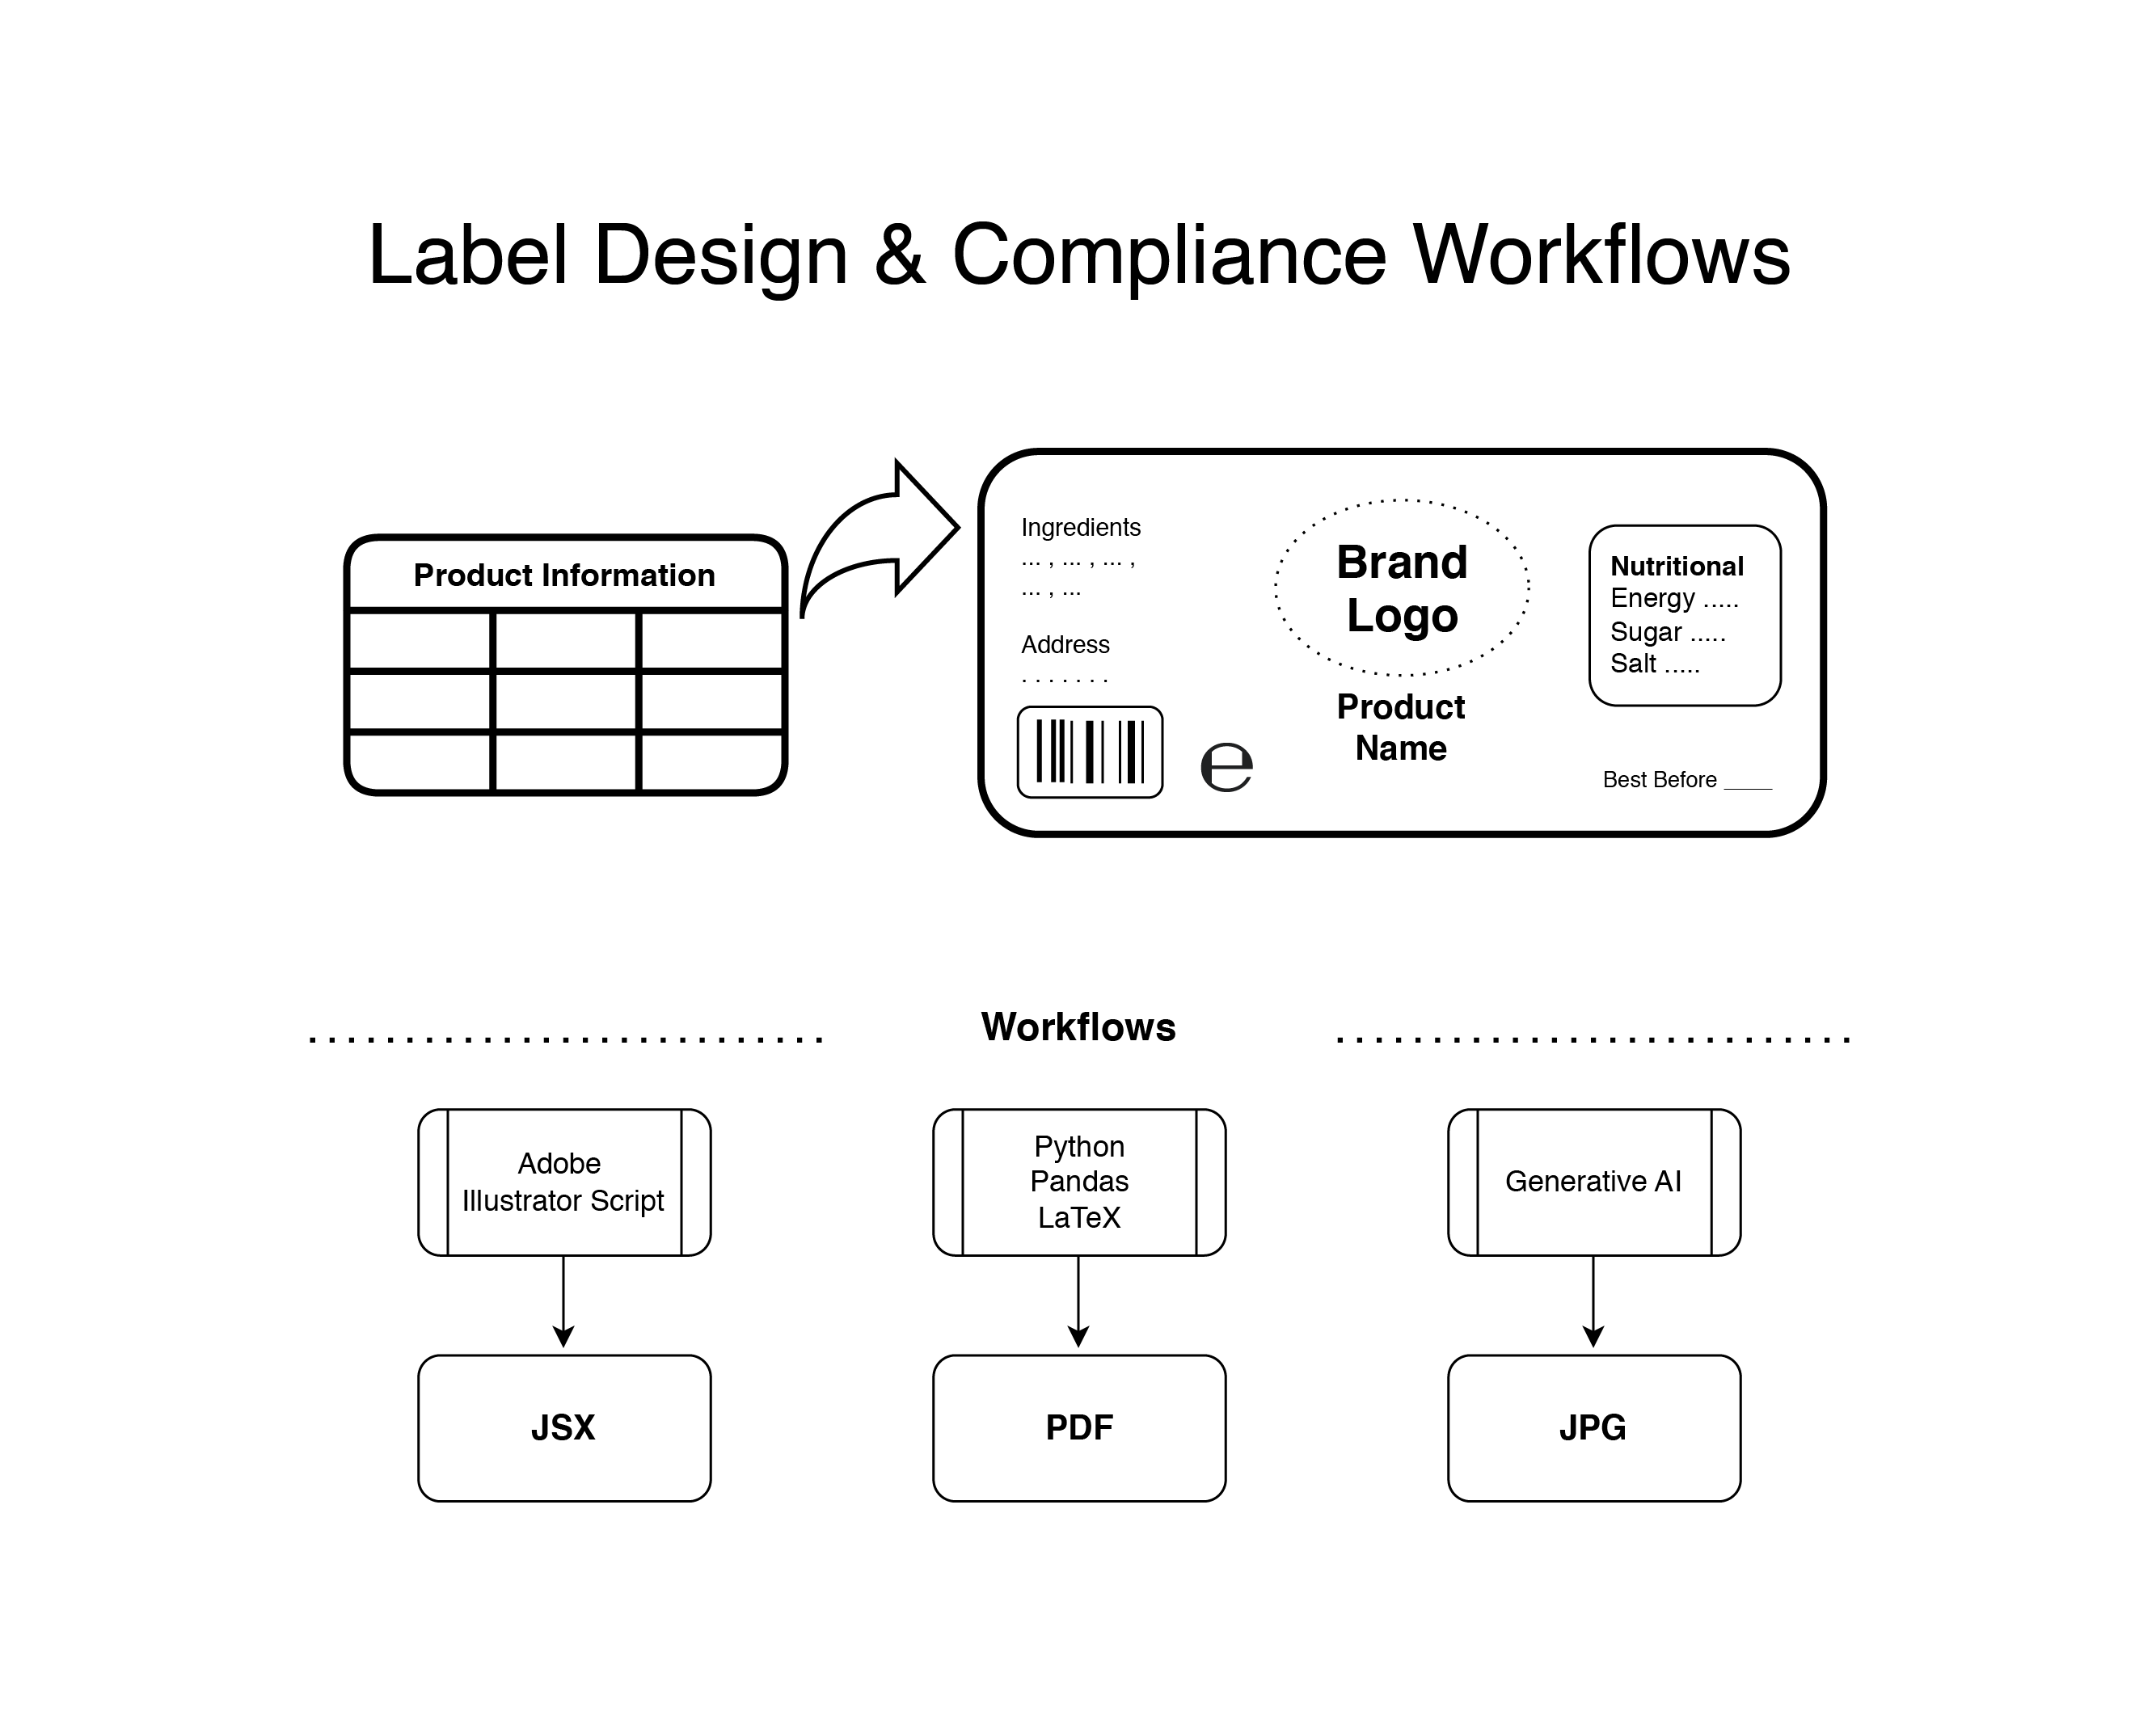 Label Design & Compliance Workflows
Product Information
Ingredients
... , ... , ... ,
... , ...
Address
. . . . . . .
℮
Brand
Logo
Product
Name
Nutritional
Energy .....
Sugar .....
Salt .....
Best Before ____
Workflows
Adobe
Illustrator Script
JSX
Python
Pandas
LaTeX
PDF
Generative AI
JPG